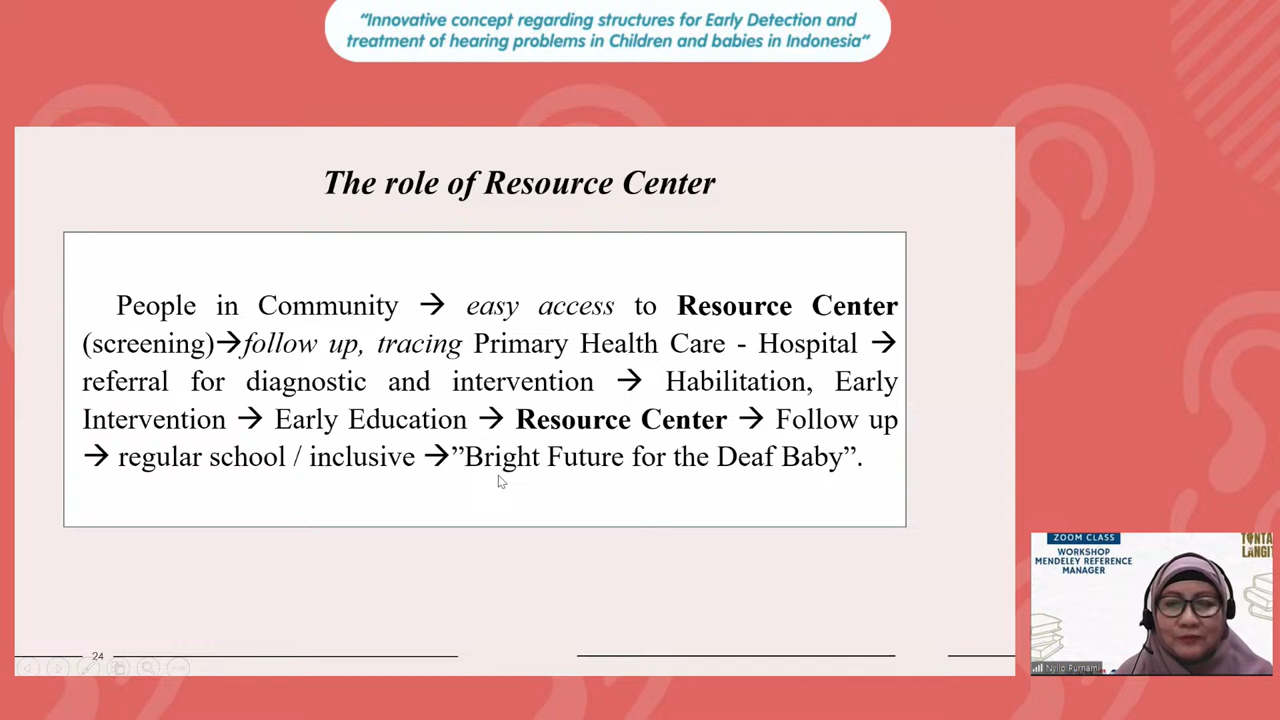 “Innovative concept regarding structures for Early Detection and
treatment of hearing problems in Children and babies in Indonesia”
The role of Resource Center
People in Community → easy access to Resource Center
(screening)→follow up, tracing Primary Health Care - Hospital →
referral for diagnostic and intervention → Habilitation, Early
Intervention → Early Education → Resource Center → Follow up
→ regular school / inclusive →”Bright Future for the Deaf Baby”.
24
ZOOM CLASS
WORKSHOP
MENDELEY REFERENCE
MANAGER
Nyilo Purnami